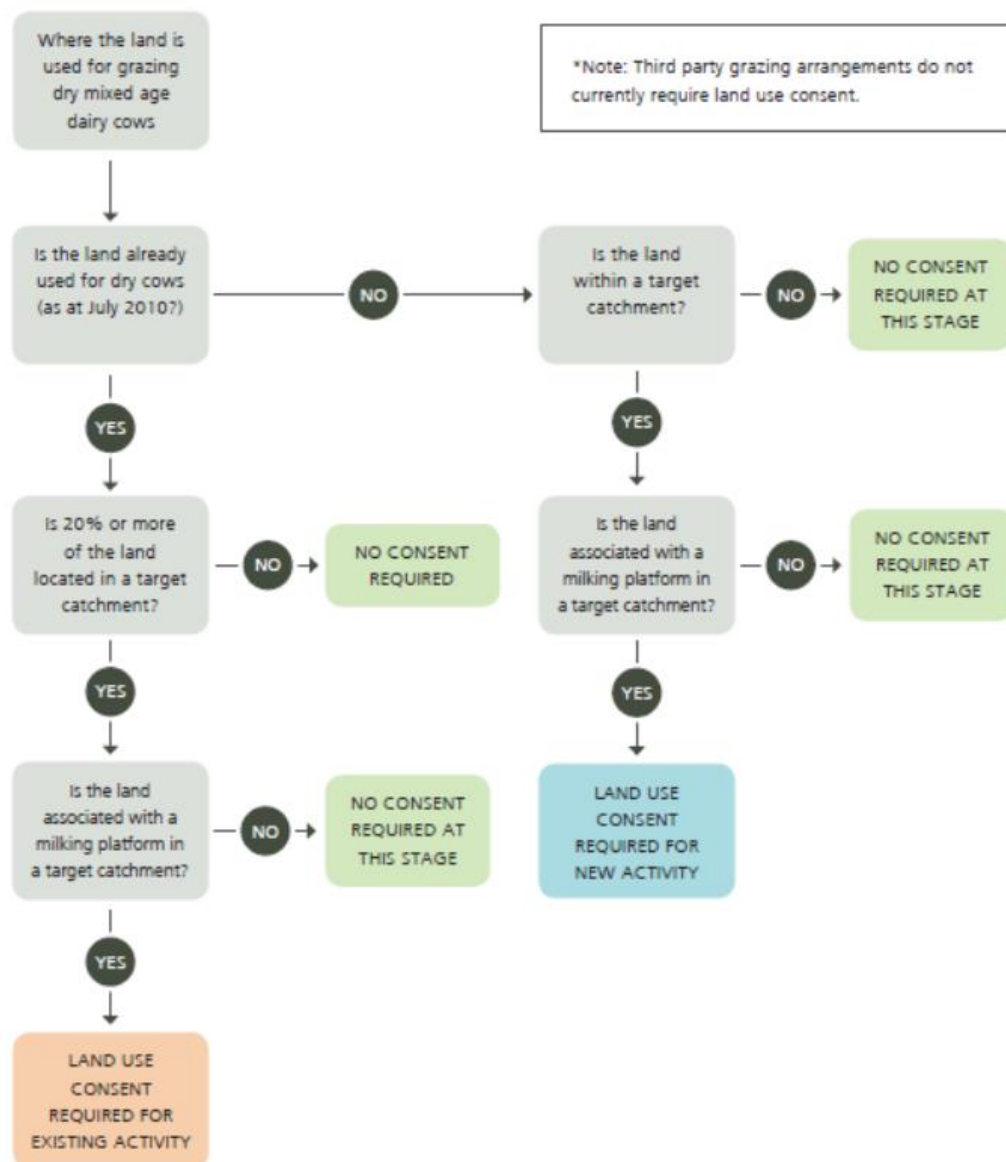 Where the land is
used for grazing
dry mixed age
dairy cows
*Note: Third party grazing arrangements do not
currently require land use consent.
Is the land already
used for dry cows
(as at July 2010?)
NO
Is the land
within a target
catchment?
NO
NO CONSENT
REQUIRED AT
THIS STAGE
YES
YES
Is 20% or more
of the land
located in a target
catchment?
NO
NO CONSENT
REQUIRED
Is the land
associated with a
milking platform in
a target catchment?
NO
NO CONSENT
REQUIRED AT
THIS STAGE
YES
YES
Is the land
associated with a
milking platform in
a target catchment?
NO
NO CONSENT
REQUIRED AT
THIS STAGE
LAND USE
CONSENT
REQUIRED FOR
NEW ACTIVITY
YES
LAND USE
CONSENT
REQUIRED FOR
EXISTING ACTIVITY